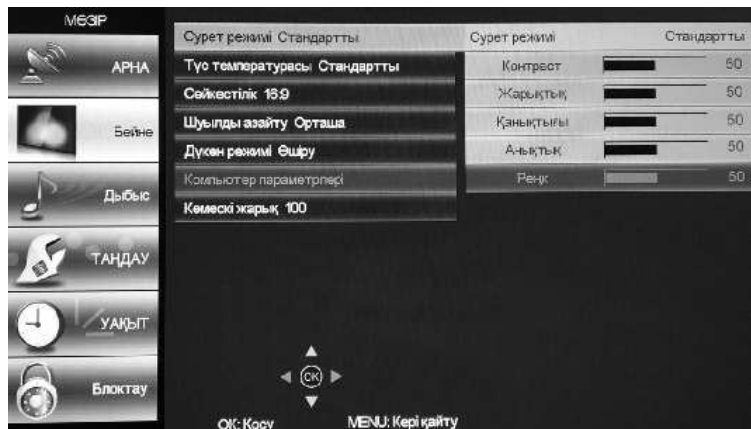 МӘЗІР
АРНА
Бейне
Дыбыс
ТАҢДАУ
УАҚЫТ
Блоктау
Сурет режимі Стандартты
Түс температурасы Стандартты
Сәйкестілік 16:9
Шуылды азайту Орташа
Дүкен режимі Өшіру
Компьютер параметрлері
Көмескі жарық 100
Сурет режимі Стандартты
Контраст 50
Жарықтық 50
Қанықтығы 50
Анықтық 50
Реңк 50
OK
OK: Қосу MENU: Кері қайту